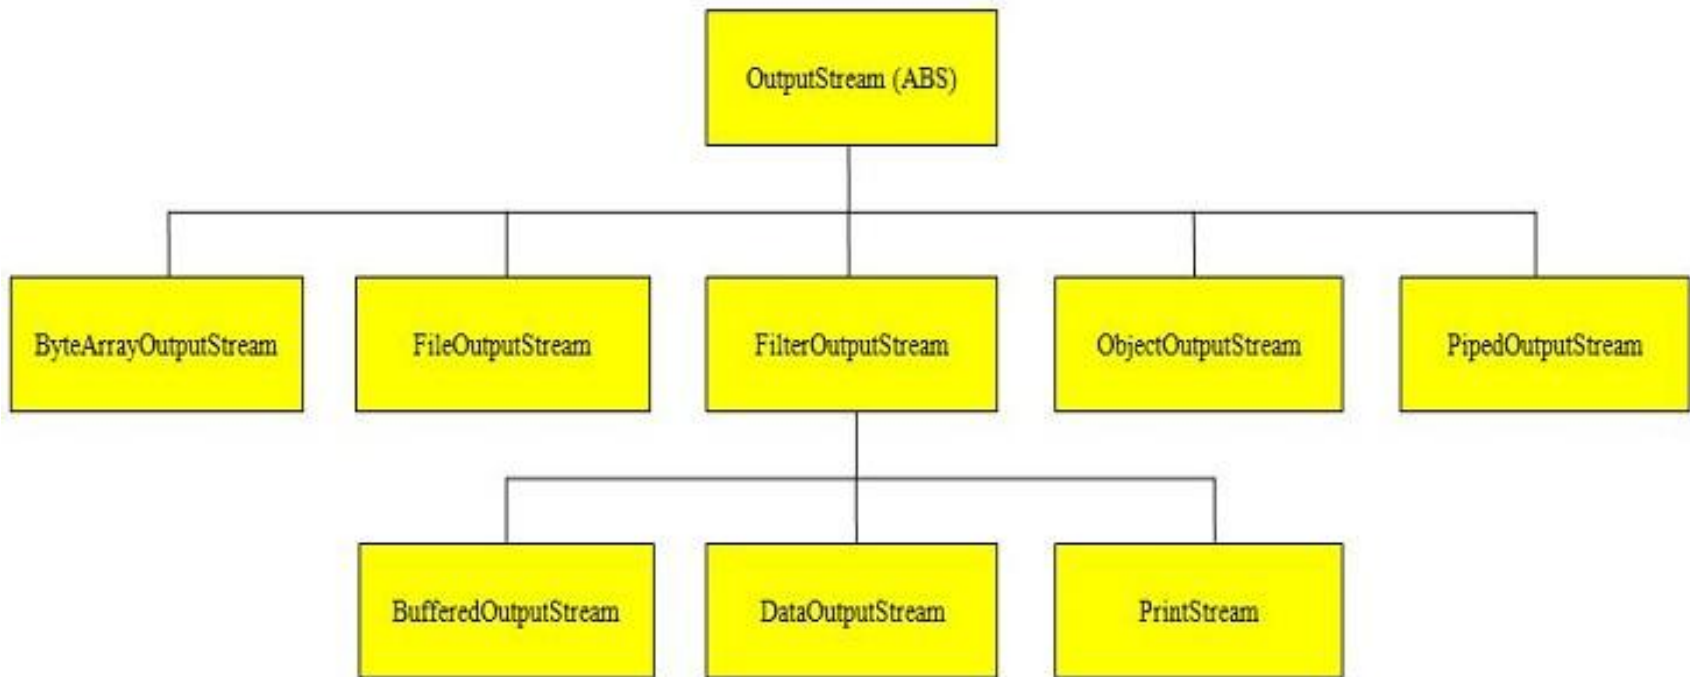 OutputStream (ABS)
ByteArrayOutputStream
FileOutputStream
FilterOutputStream
ObjectOutputStream
PipedOutputStream
BufferedOutputStream
DataOutputStream
PrintStream